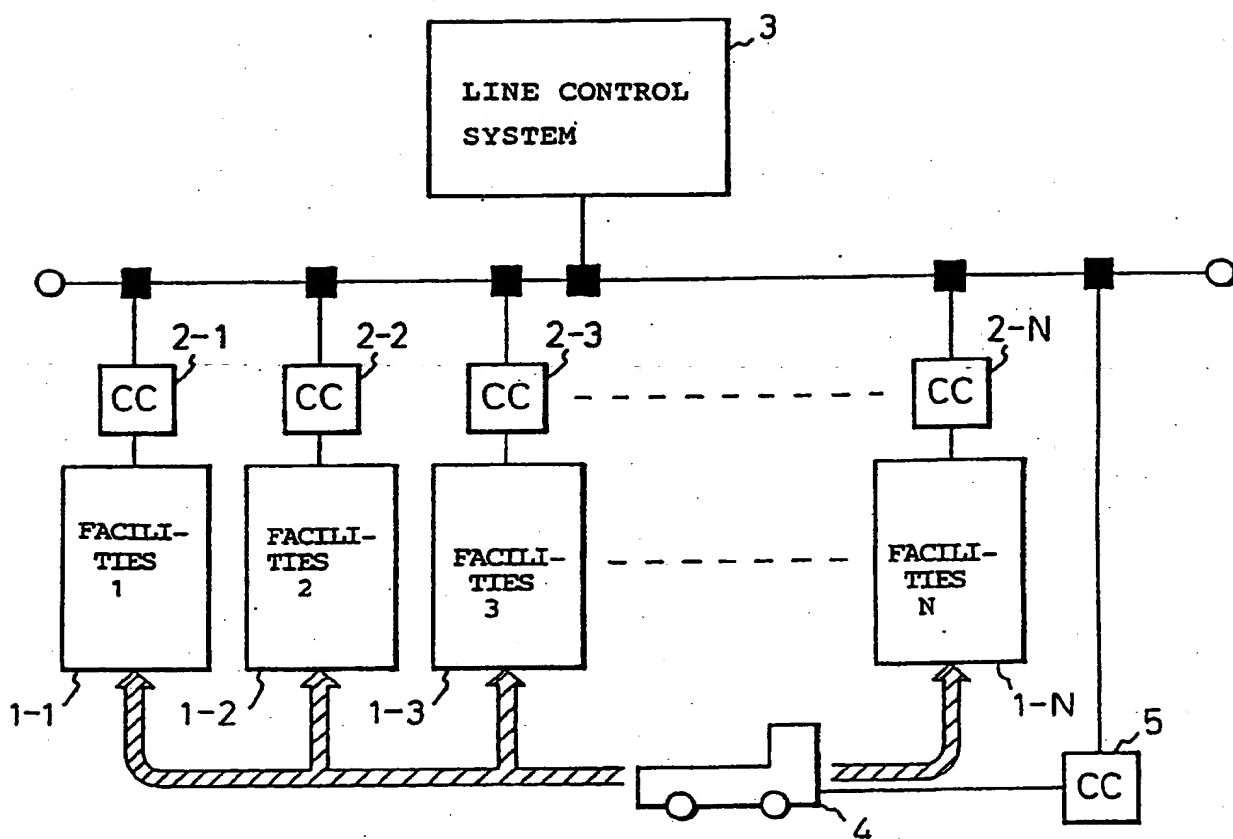 3
LINE CONTROL
SYSTEM
2-1
2-2
2-3
2-N
CC
CC
CC
CC
FACILI-
TIES
1
FACILI-
TIES
2
FACILI-
TIES
3
FACILI-
TIES
N
1-1
1-2
1-3
1-N
5
CC
4